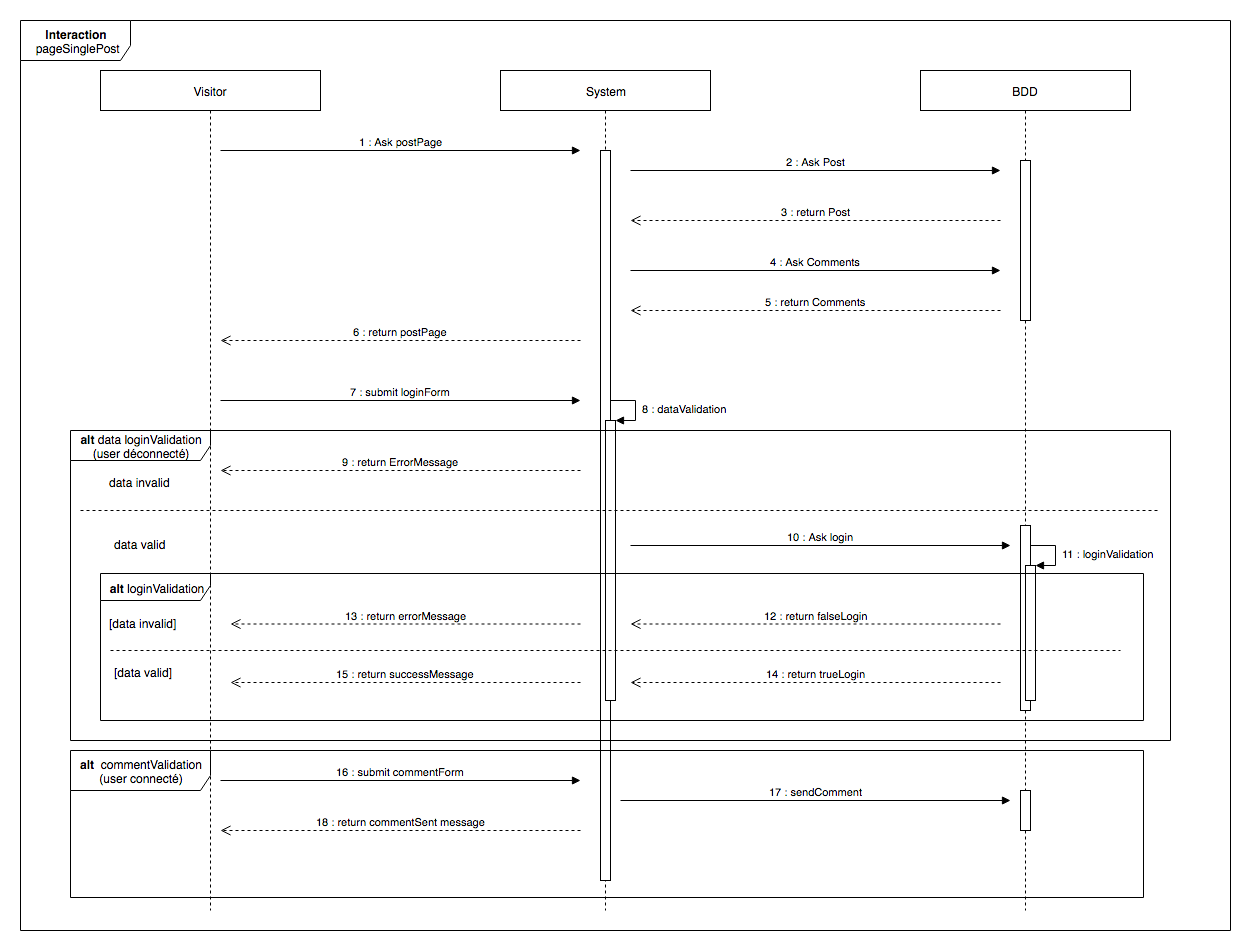 Interaction
pageSinglePost
Visitor
System
BDD
1 : Ask postPage
2 : Ask Post
3 : return Post
4 : Ask Comments
5 : return Comments
6 : return postPage
7 : submit loginForm
8 : dataValidation
alt data loginValidation
(user déconnecté)
9 : return ErrorMessage
data invalid
data valid
10 : Ask login
11 : loginValidation
alt loginValidation
[data invalid]
13 : return errorMessage
12 : return falseLogin
[data valid]
15 : return successMessage
14 : return trueLogin
alt commentValidation
(user connecté)
16 : submit commentForm
17 : sendComment
18 : return commentSent message